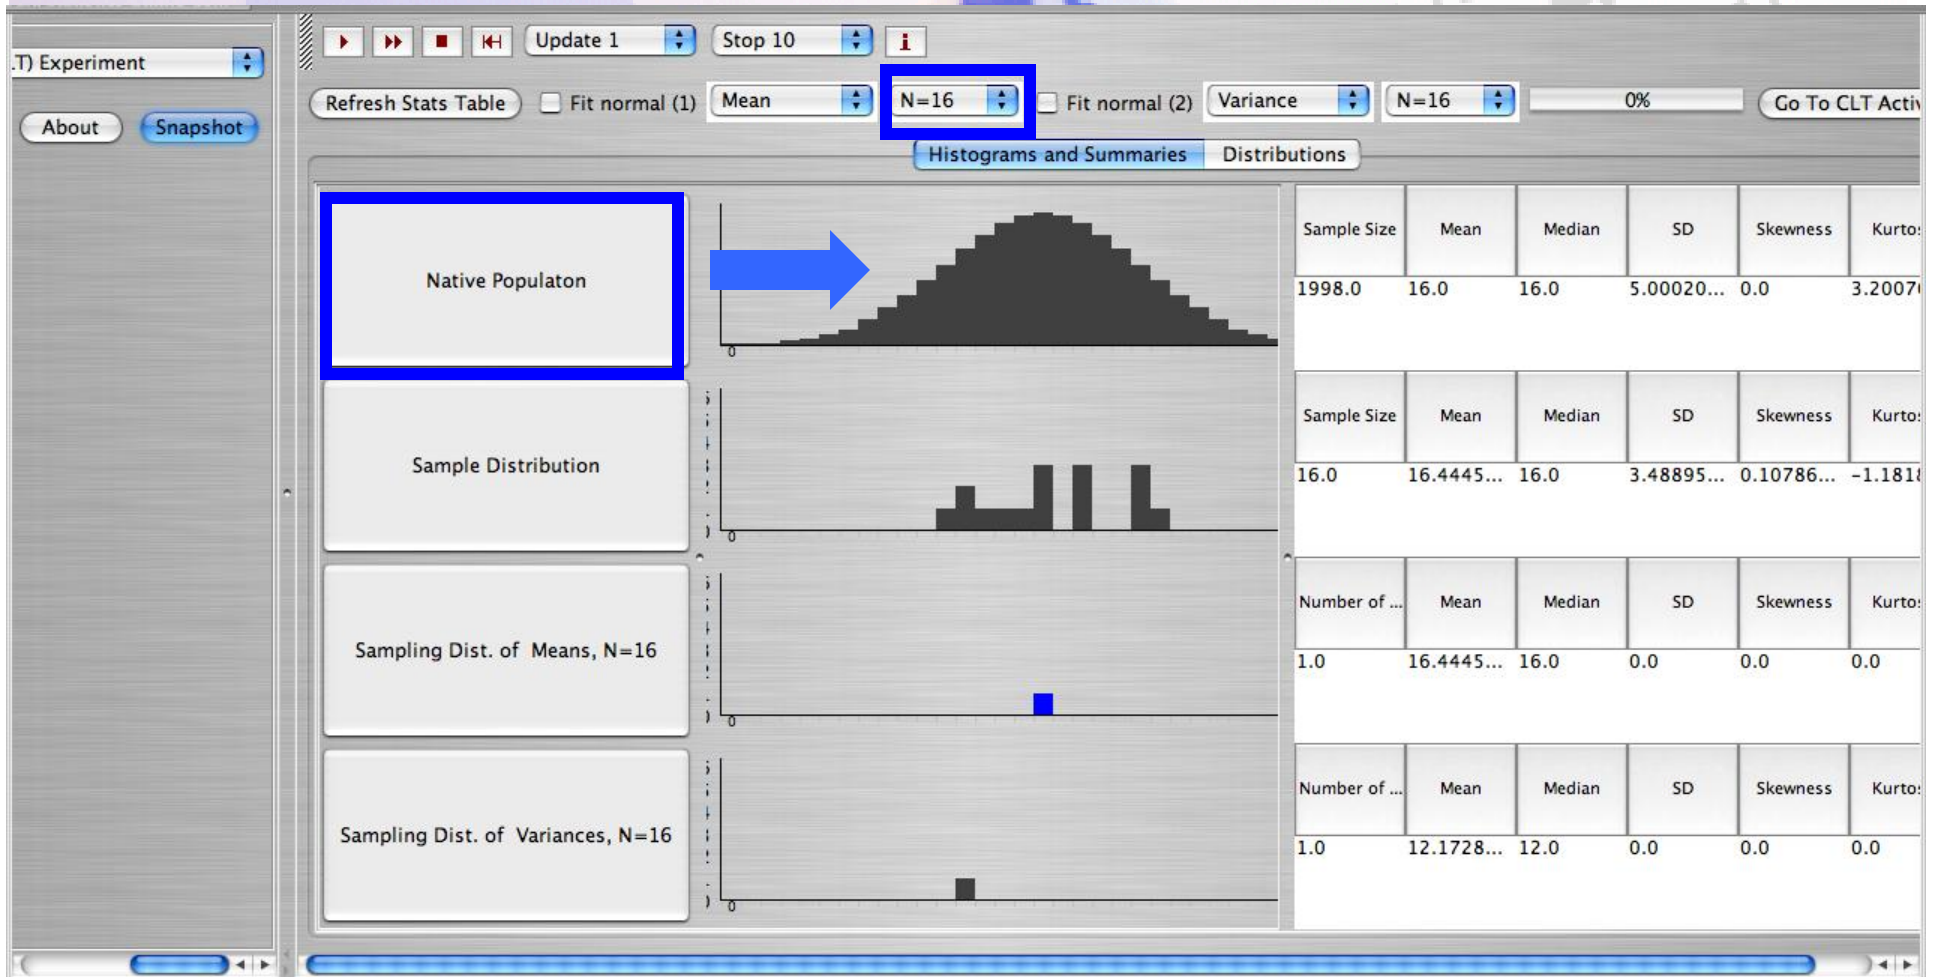 .T) Experiment
About Snapshot
Update 1 Stop 10 i
Refresh Stats Table Fit normal (1) Mean N=16 Fit normal (2) Variance N=16 0% Go To CLT Activ
Histograms and Summaries Distributions
Native Populaton
0
Sample Size Mean Median SD Skewness Kurto
1998.0 16.0 16.0 5.00020... 0.0 3.2007
Sample Distribution
0
Sample Size Mean Median SD Skewness Kurto
16.0 16.4445... 16.0 3.48895... 0.10786... -1.181
Sampling Dist. of Means, N=16
0
Number of ... Mean Median SD Skewness Kurto
1.0 16.4445... 16.0 0.0 0.0 0.0
Sampling Dist. of Variances, N=16
0
Number of ... Mean Median SD Skewness Kurto
1.0 12.1728... 12.0 0.0 0.0 0.0